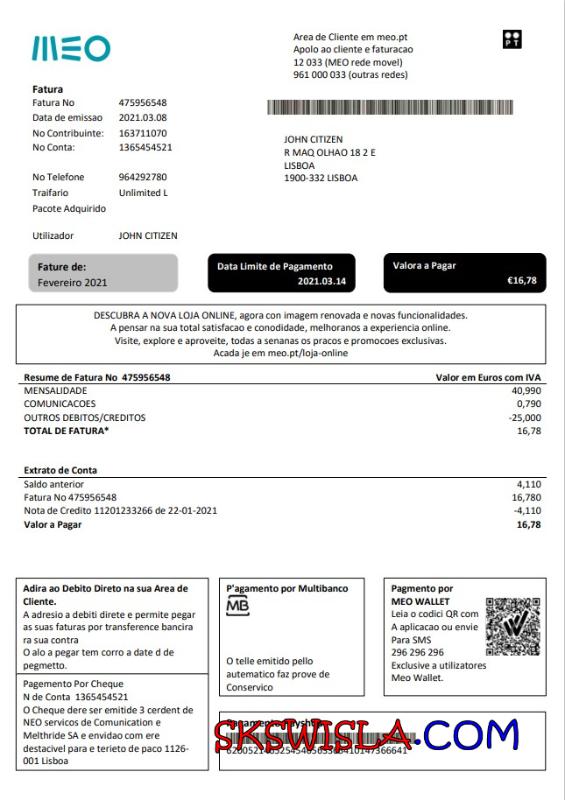 MEO
Area de Cliente em meo.pt
Apolo ao cliente e faturacao
12 033 (MEO rede movel)
961 000 033 (outras redes)
PT
Fatura
Fatura No 475956548
Data de emissao 2021.03.08
No Contribuinte: 163711070
No Conta: 1365454521
No Telefone 964292780
Traifario Unlimited L
Pacote Adquirido
Utilizador JOHN CITIZEN
JOHN CITIZEN
R MAQ OLHAO 18 2 E
LISBOA
1900-332 LISBOA
Fature de:
Fevereiro 2021
Data Limite de Pagamento
2021.03.14
Valora a Pagar
€16,78
DESCUBRA A NOVA LOJA ONLINE, agora con imagem renovada e novas funcionalidades.
A pensar na sua total satisfacao e conodidade, melhoranos a experiencia online.
Visite, explore e aproveite, todas a senanas os pracos e promocoes exclusivas.
Acada je em meo.pt/loja-online
Resume de Fatura No 475956548 Valor em Euros com IVA
MENSALIDADE 40,990
COMUNICACOES 0,790
OUTROS DEBITOS/CREDITOS -25,000
TOTAL DE FATURA* 16,78
Extrato de Conta
Saldo anterior 4,110
Fatura No 475956548 16,780
Nota de Credito 11201233266 de 22-01-2021 -4,110
Valor a Pagar 16,78
Adira ao Debito Direto na sua Area de
Cliente.
A adresio a debiti direte e permite pegar
as suas faturas por transference bancira
ra sua contra
O alo a pegar tem corro a date d de
pegmetto.
Pagemento Por Cheque
N de Conta 1365454521
O Cheque dere ser emitide 3 cerdent de
NEO servicos de Comunication e
Melthride SA e envidao com ere
destacivel para e terieto de paco 1126-
001 Lisboa
P'agamento por Multibanco
MB
O telle emitido pello
automatico faz prove de
Conservico
Pagmento por
MEO WALLET
Leia o codici QR com
A aplicacao ou envie
Para SMS
296 296 296
Exclusive a utilizatores
Meo Wallet.
SKSWISLA.COM